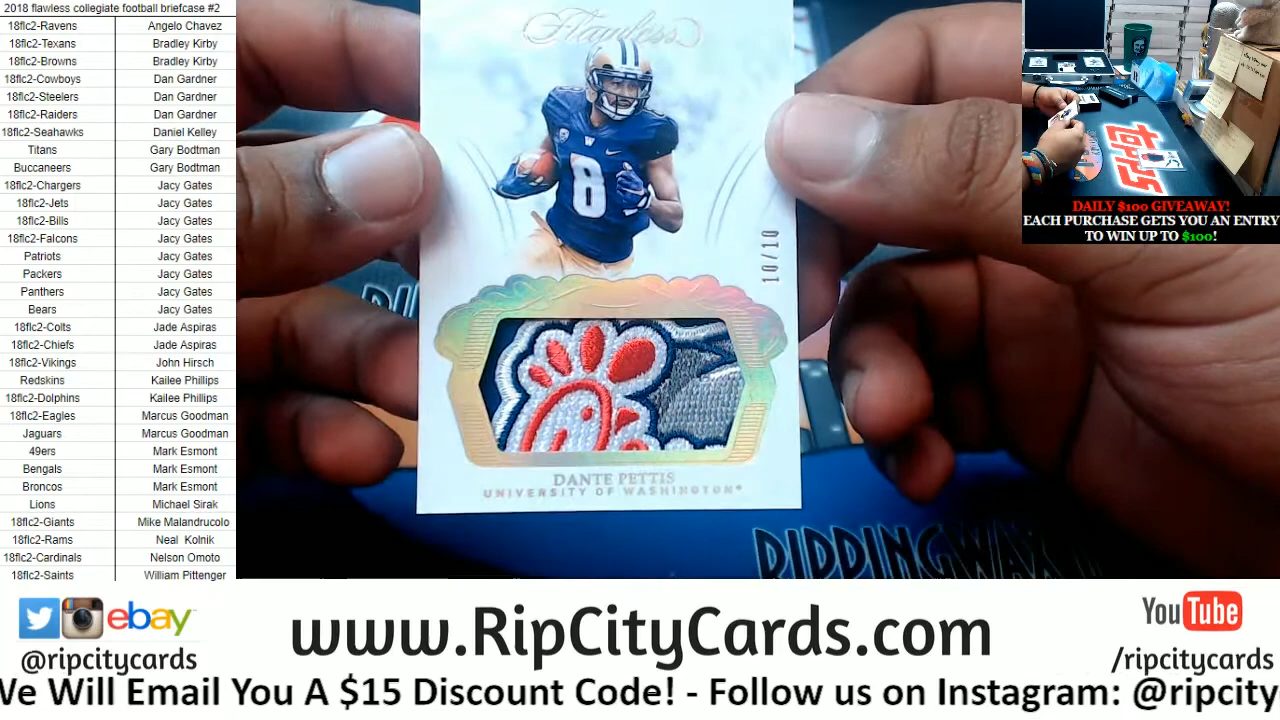 2018 flawless collegiate football briefcase #2
18flc2-Ravens Angelo Chavez
18flc2-Texans Bradley Kirby
18flc2-Browns Bradley Kirby
18flc2-Cowboys Dan Gardner
18flc2-Steelers Dan Gardner
18flc2-Raiders Dan Gardner
18flc2-Seahawks Daniel Kelley
Titans Gary Bodtman
Buccaneers Gary Bodtman
18flc2-Chargers Jacy Gates
18flc2-Jets Jacy Gates
18flc2-Bills Jacy Gates
18flc2-Falcons Jacy Gates
Patriots Jacy Gates
Packers Jacy Gates
Panthers Jacy Gates
Bears Jacy Gates
18flc2-Colts Jade Aspiras
18flc2-Chiefs Jade Aspiras
18flc2-Vikings John Hirsch
Redskins Kailee Phillips
18flc2-Dolphins Kailee Phillips
18flc2-Eagles Marcus Goodman
Jaguars Marcus Goodman
49ers Mark Esmont
Bengals Mark Esmont
Broncos Mark Esmont
Lions Michael Sirak
18flc2-Giants Mike Malandrucolo
18flc2-Rams Neal Kolnik
18flc2-Cardinals Nelson Omoto
18flc2-Saints William Pittenger
Flawless
W
8
10/10
DANTE PETTIS
UNIVERSITY OF WASHINGTON
RIPPINGWAX
TOPPS
DAILY $100 GIVEAWAY!
EACH PURCHASE GETS YOU AN ENTRY
TO WIN UP TO $100!
ebay
@ripcitycards
www.RipCityCards.com
YouTube
/ripcitycards
We Will Email You A $15 Discount Code! - Follow us on Instagram: @ripcity